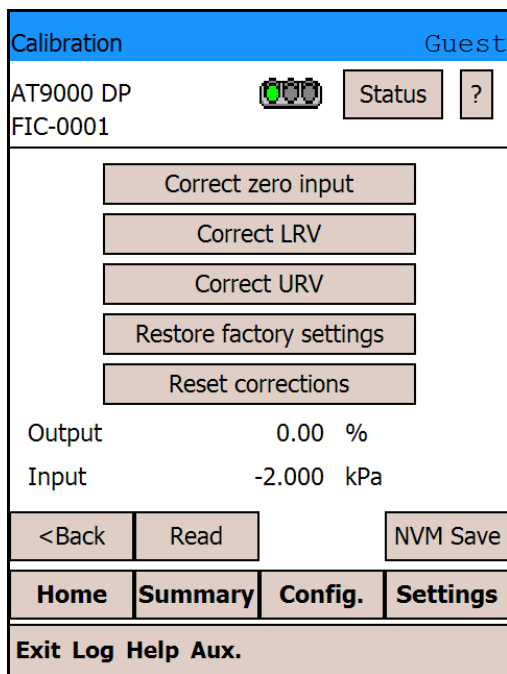 Calibration Guest
AT9000 DP Status ?
FIC-0001
Correct zero input
Correct LRV
Correct URV
Restore factory settings
Reset corrections
Output 0.00 %
Input -2.000 kPa
<Back Read NVM Save
Home Summary Config. Settings
Exit Log Help Aux.